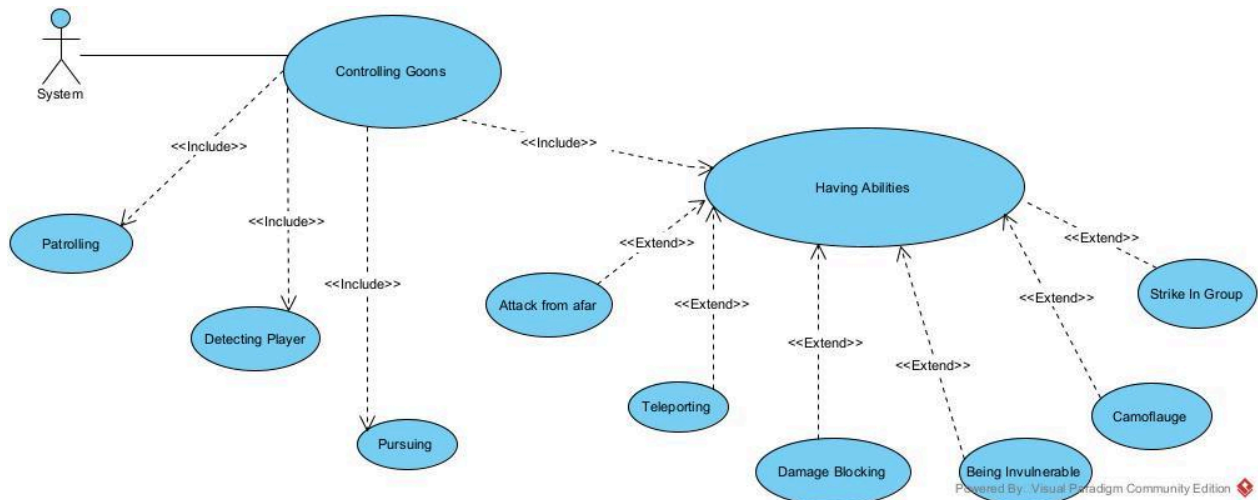 System
Controlling Goons
<<Include>>
<<Include>>
<<Include>>
<<Include>>
Patrolling
Detecting Player
Pursuing
Having Abilities
<<Extend>>
<<Extend>>
<<Extend>>
<<Extend>>
<<Extend>>
<<Extend>>
Attack from afar
Teleporting
Damage Blocking
Being Invulnerable
Camoflauge
Strike In Group
Powered By: Visual Paradigm Community Edition